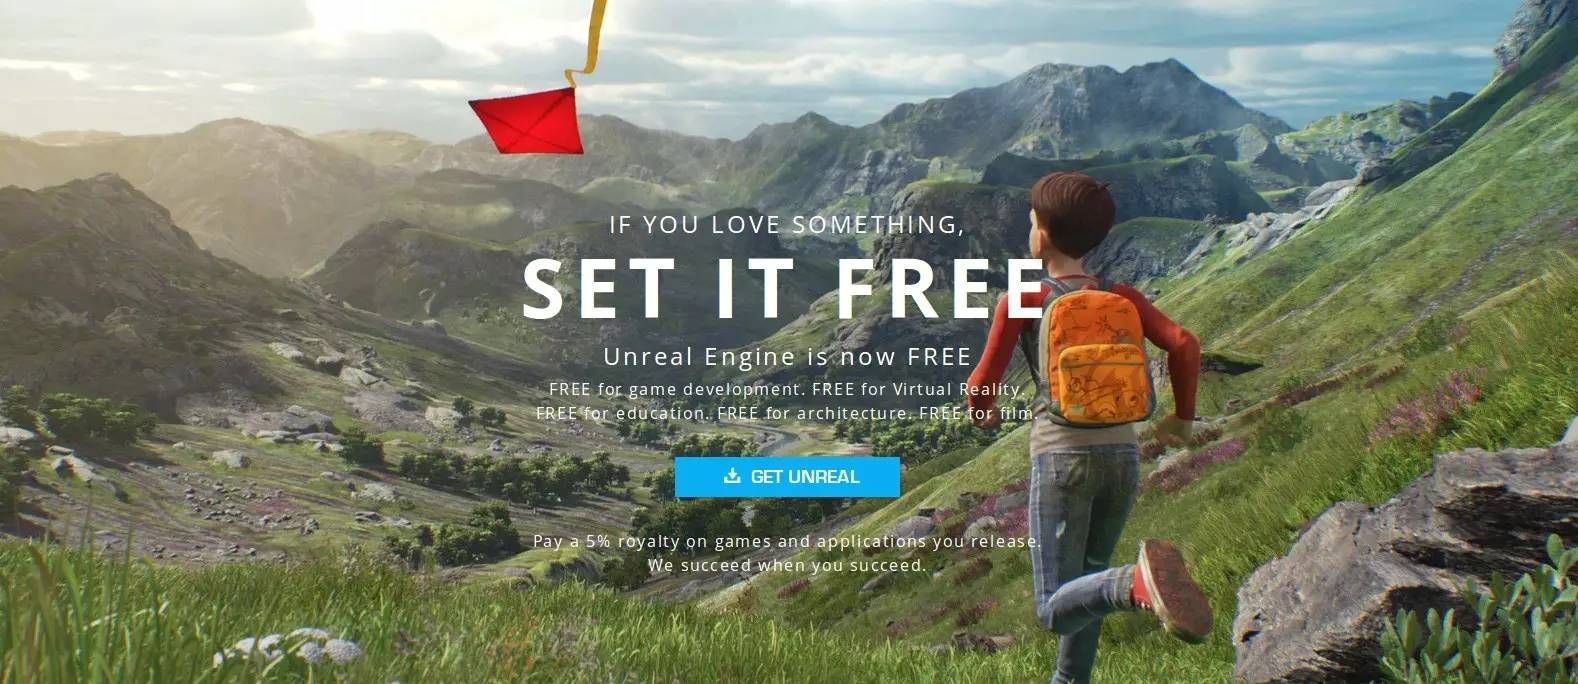 IF YOU LOVE SOMETHING,
SET IT FREE
Unreal Engine is now FREE
FREE for game development. FREE for Virtual Reality.
FREE for education. FREE for architecture. FREE for film.
GET UNREAL
Pay a 5% royalty on games and applications you release.
We succeed when you succeed.